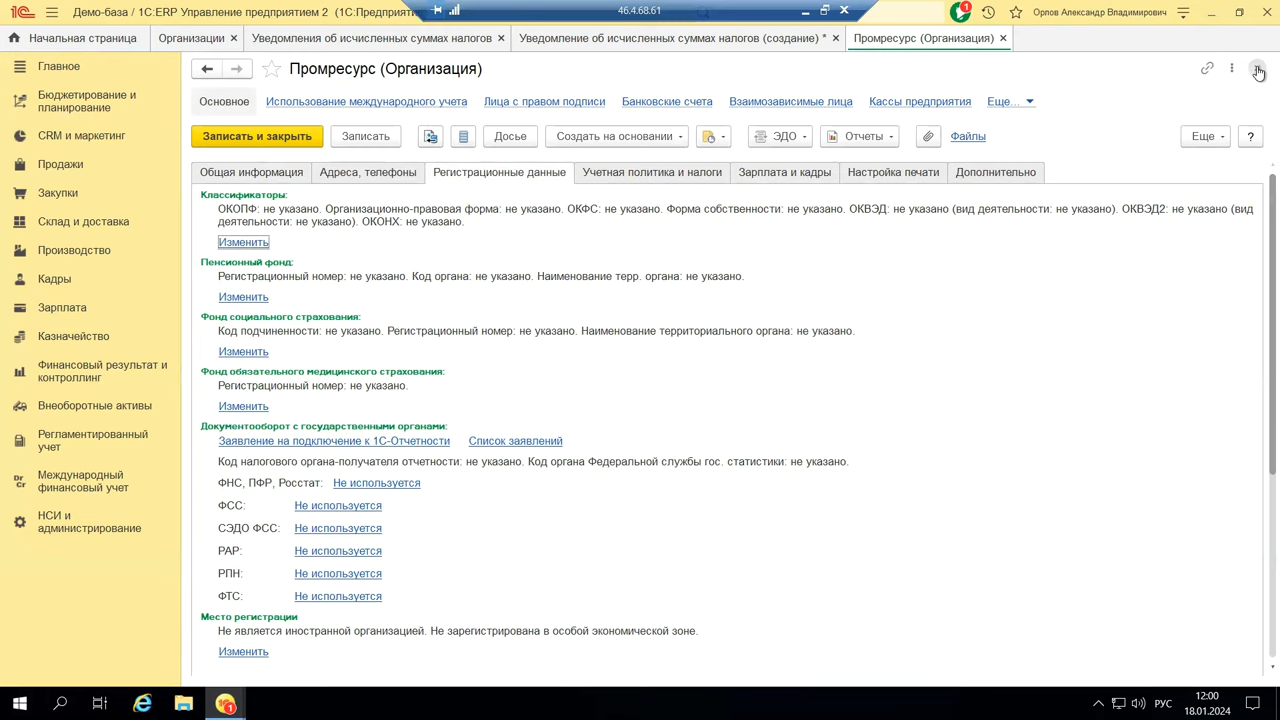 Демо-база / 1С:ERP Управление предприятием 2 (1С:Предприяти
46.4.68.61
1
Орлов Александр Владимирович
Начальная страница
Организации
Уведомления об исчисленных суммах налогов
Уведомление об исчисленных суммах налогов (создание) *
Промресурс (Организация)
Главное
Бюджетирование и
планирование
CRM и маркетинг
Продажи
Закупки
Склад и доставка
Производство
Кадры
Зарплата
Казначейство
Финансовый результат и
контроллинг
Внеоборотные активы
Регламентированный
учет
Международный
финансовый учет
НСИ и
администрирование
Промресурс (Организация)
Основное
Использование международного учета
Лица с правом подписи
Банковские счета
Взаимозависимые лица
Кассы предприятия
Еще...
Записать и закрыть
Записать
Досье
Создать на основании
ЭДО
Отчеты
Файлы
Еще
?
Общая информация
Адреса, телефоны
Регистрационные данные
Учетная политика и налоги
Зарплата и кадры
Настройка печати
Дополнительно
Классификаторы:
ОКОПФ: не указано. Организационно-правовая форма: не указано. ОКФС: не указано. Форма собственности: не указано. ОКВЭД: не указано (вид деятельности: не указано). ОКВЭД2: не указано (вид
деятельности: не указано). ОКОНХ: не указано.
Изменить
Пенсионный фонд:
Регистрационный номер: не указано. Код органа: не указано. Наименование терр. органа: не указано.
Изменить
Фонд социального страхования:
Код подчиненности: не указано. Регистрационный номер: не указано. Наименование территориального органа: не указано.
Изменить
Фонд обязательного медицинского страхования:
Регистрационный номер: не указано.
Изменить
Документооборот с государственными органами:
Заявление на подключение к 1С-Отчетности
Список заявлений
Код налогового органа-получателя отчетности: не указано. Код органа Федеральной службы гос. статистики: не указано.
ФНС, ПФР, Росстат: Не используется
ФСС: Не используется
СЭДО ФСС: Не используется
РАР: Не используется
РПН: Не используется
ФТС: Не используется
Место регистрации
Не является иностранной организацией. Не зарегистрирована в особой экономической зоне.
Изменить
1
РУС
12:00
18.01.2024